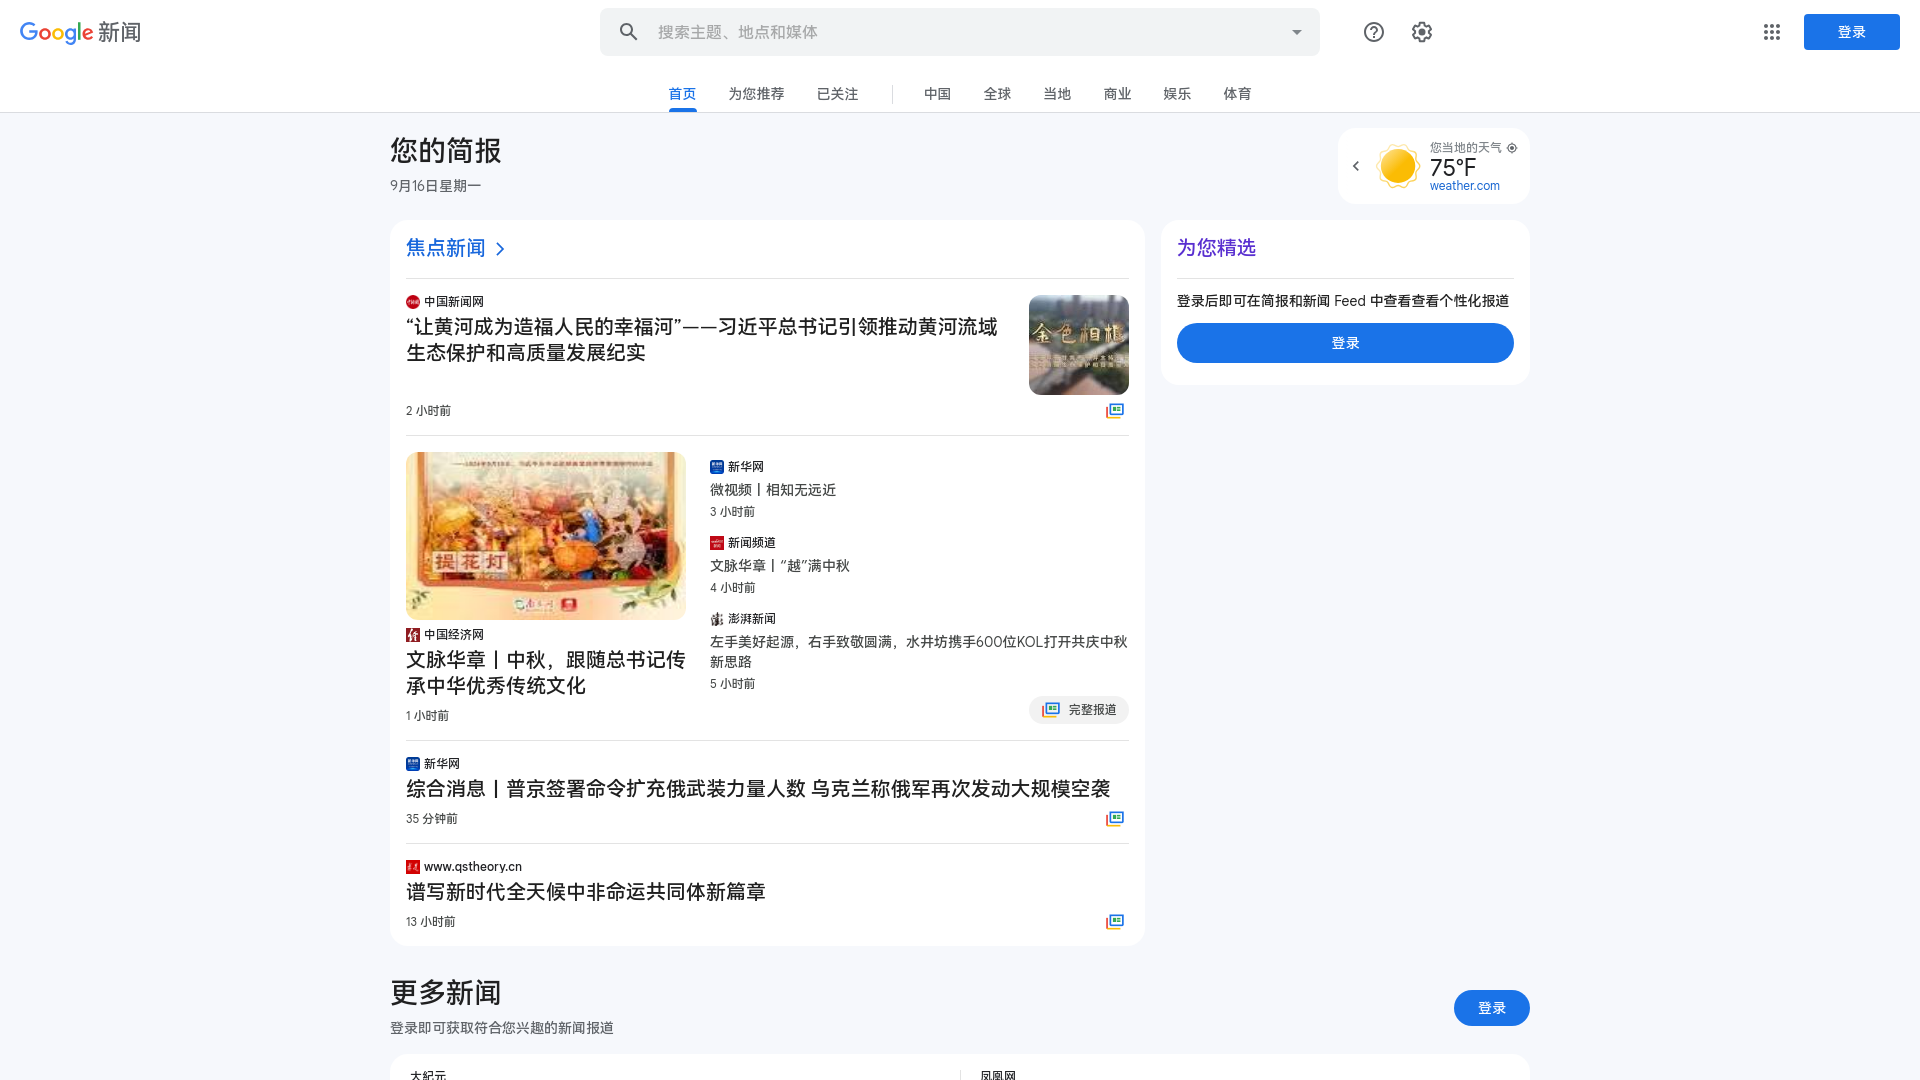 Google 新闻
搜索主题、地点和媒体
登录
首页
为您推荐
已关注
中国
全球
当地
商业
娱乐
体育
您的简报
9月16日星期一
您当地的天气
75°F
weather.com
焦点新闻
中国新闻网
“让黄河成为造福人民的幸福河”——习近平总书记引领推动黄河流域
生态保护和高质量发展纪实
金色相框
2 小时前
为您精选
登录后即可在简报和新闻 Feed 中查看查看个性化报道
登录
提花灯
中国经济网
文脉华章丨中秋，跟随总书记传
承中华优秀传统文化
1 小时前
新华网
微视频丨相知无远近
3 小时前
新闻频道
文脉华章丨“越”满中秋
4 小时前
澎湃新闻
左手美好起源，右手致敬圆满，水井坊携手600位KOL打开共庆中秋
新思路
5 小时前
完整报道
新华网
综合消息丨普京签署命令扩充俄武装力量人数 乌克兰称俄军再次发动大规模空袭
35 分钟前
www.qstheory.cn
谱写新时代全天候中非命运共同体新篇章
13 小时前
更多新闻
登录即可获取符合您兴趣的新闻报道
登录
大纪元
凤凰网